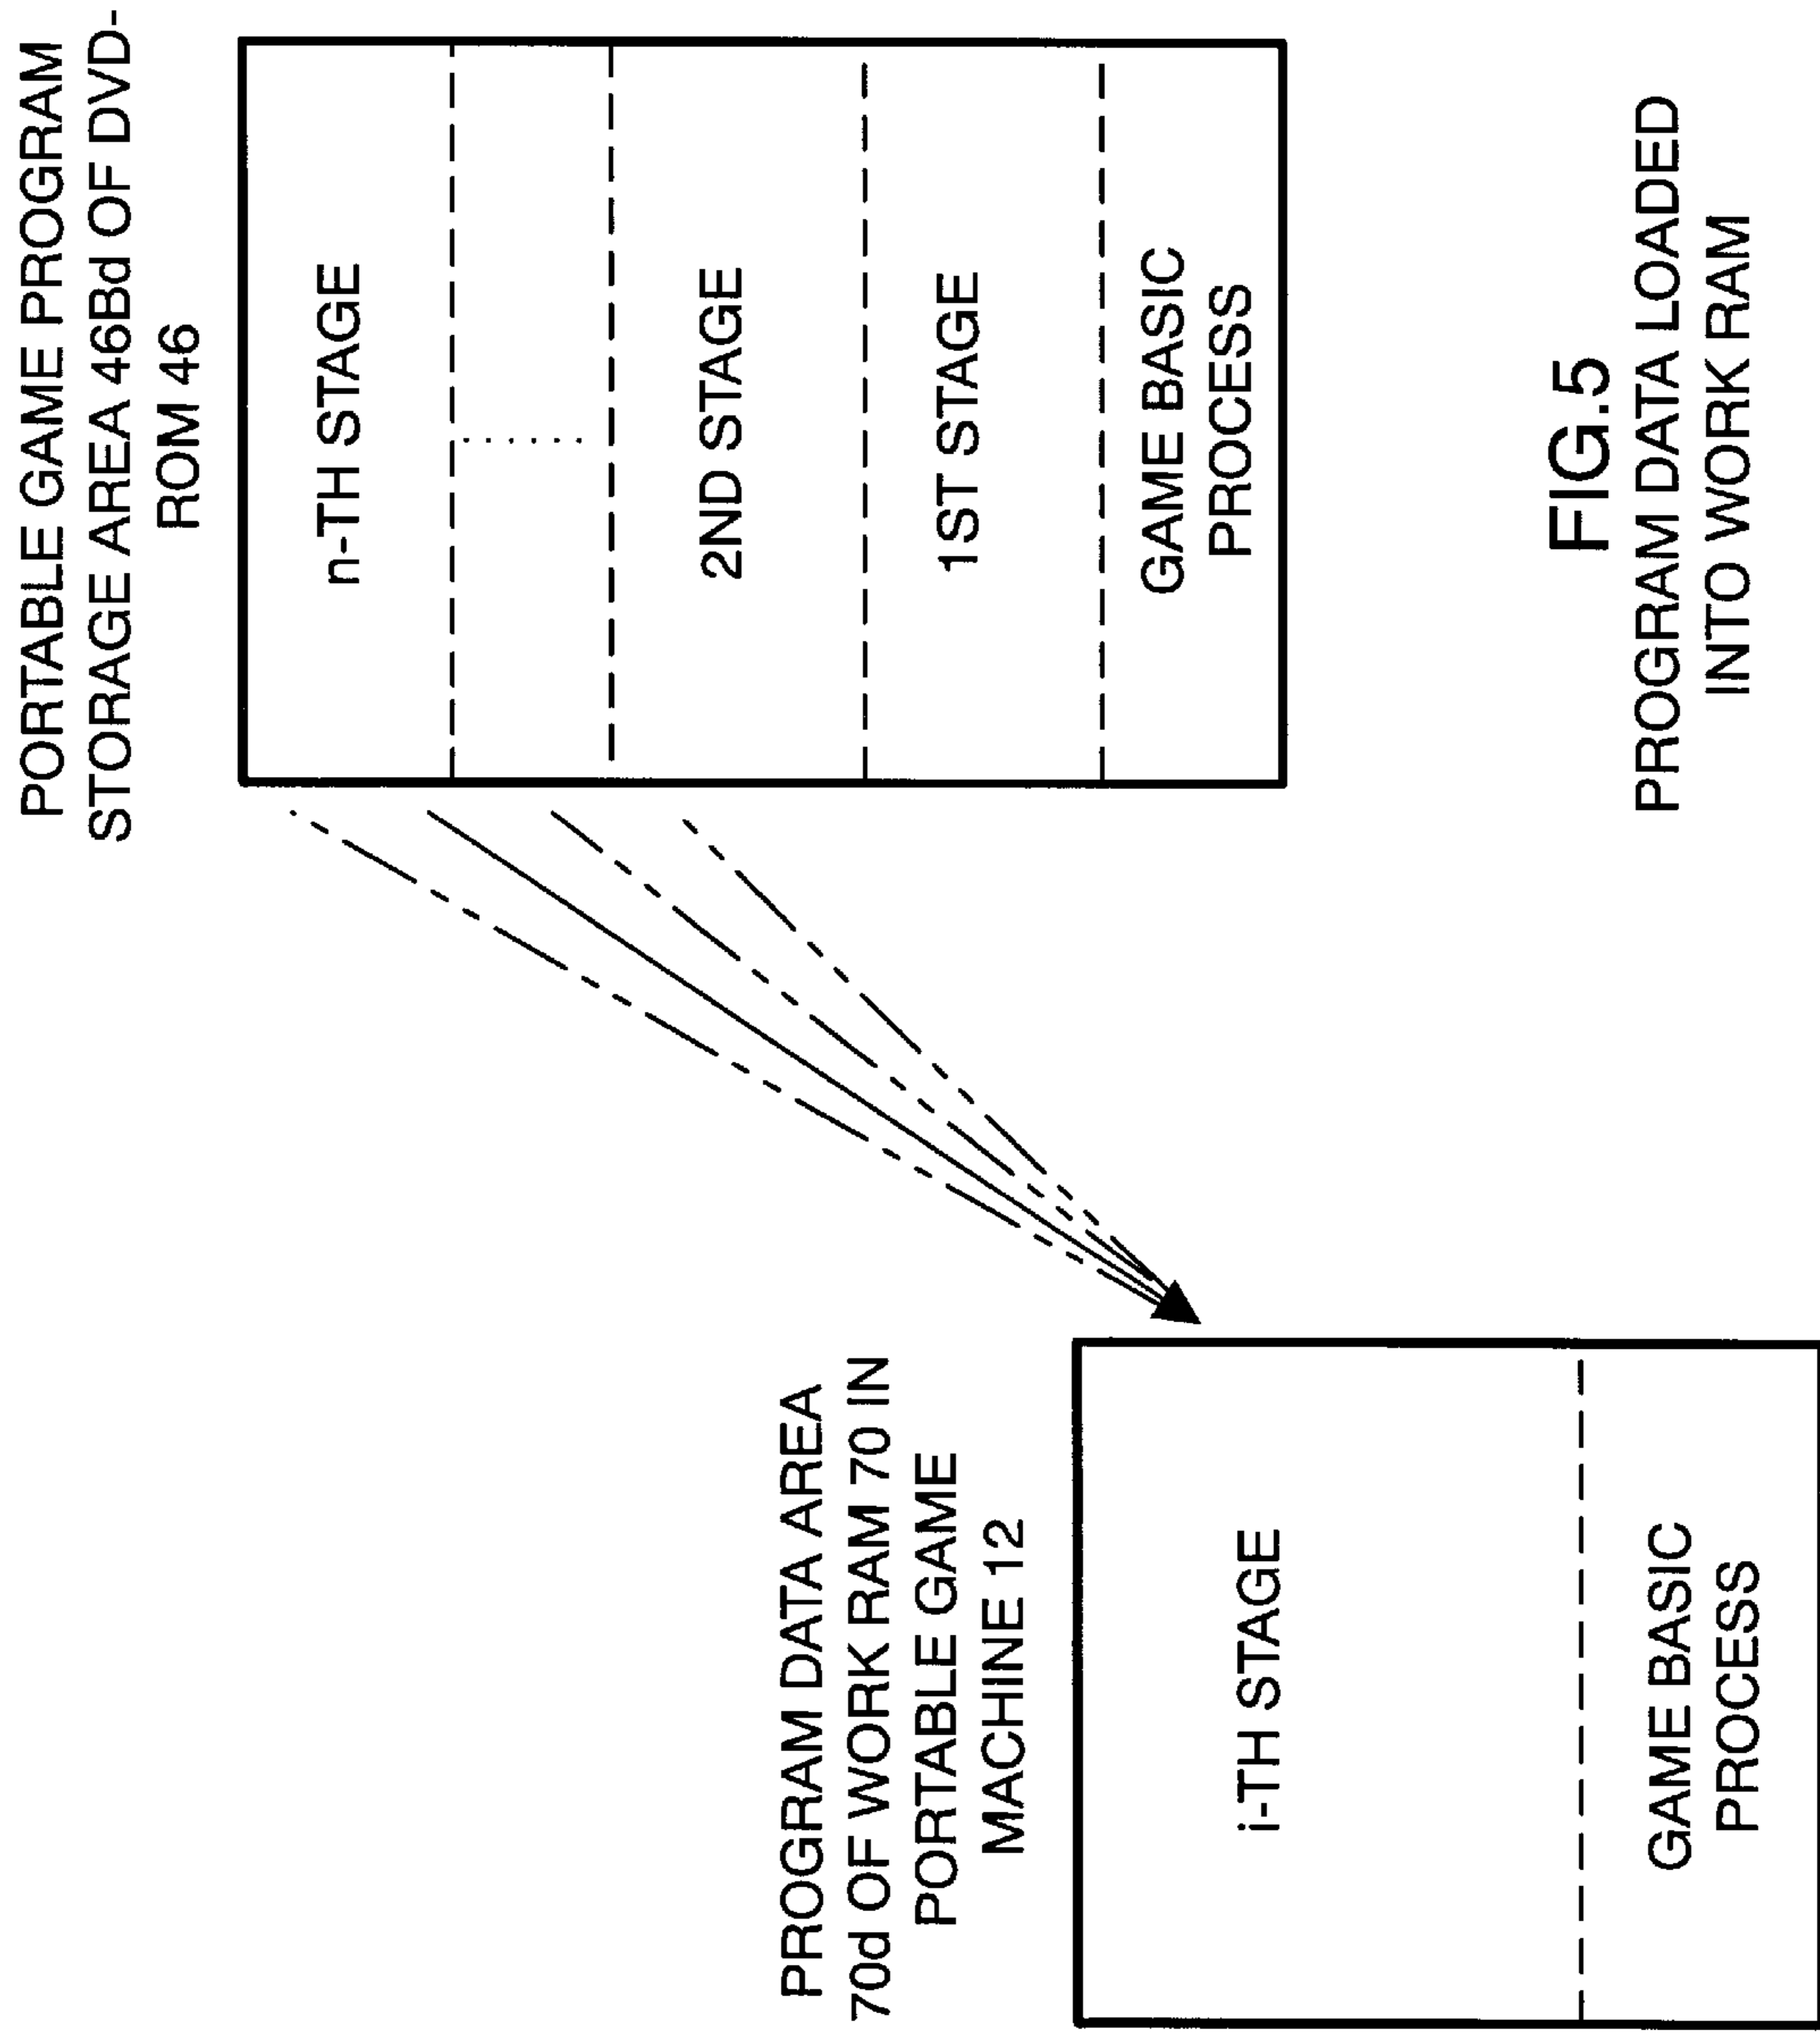 PORTABLE GAME PROGRAM
STORAGE AREA 46Bd OF DVD-
ROM 46
n-TH STAGE
2ND STAGE
1ST STAGE
GAME BASIC
PROCESS
PROGRAM DATA AREA
70d OF WORK RAM 70 IN
PORTABLE GAME
MACHINE 12
i-TH STAGE
GAME BASIC
PROCESS
FIG.5
PROGRAM DATA LOADED
INTO WORK RAM